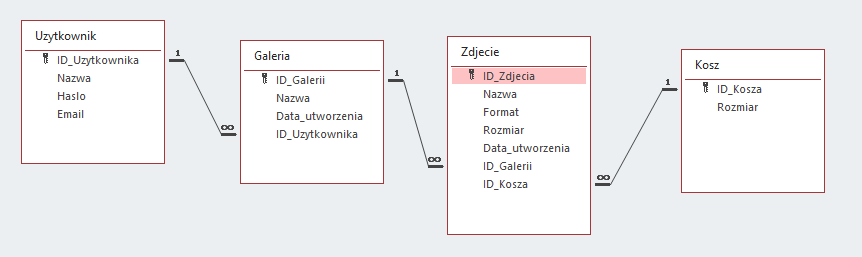 Uzytkownik
ID_Uzytkownika
Nazwa
Haslo
Email
1
∞
Galeria
ID_Galerii
Nazwa
Data_utworzenia
ID_Uzytkownika
1
∞
Zdjecie
ID_Zdjecia
Nazwa
Format
Rozmiar
Data_utworzenia
ID_Galerii
ID_Kosza
∞
1
Kosz
ID_Kosza
Rozmiar